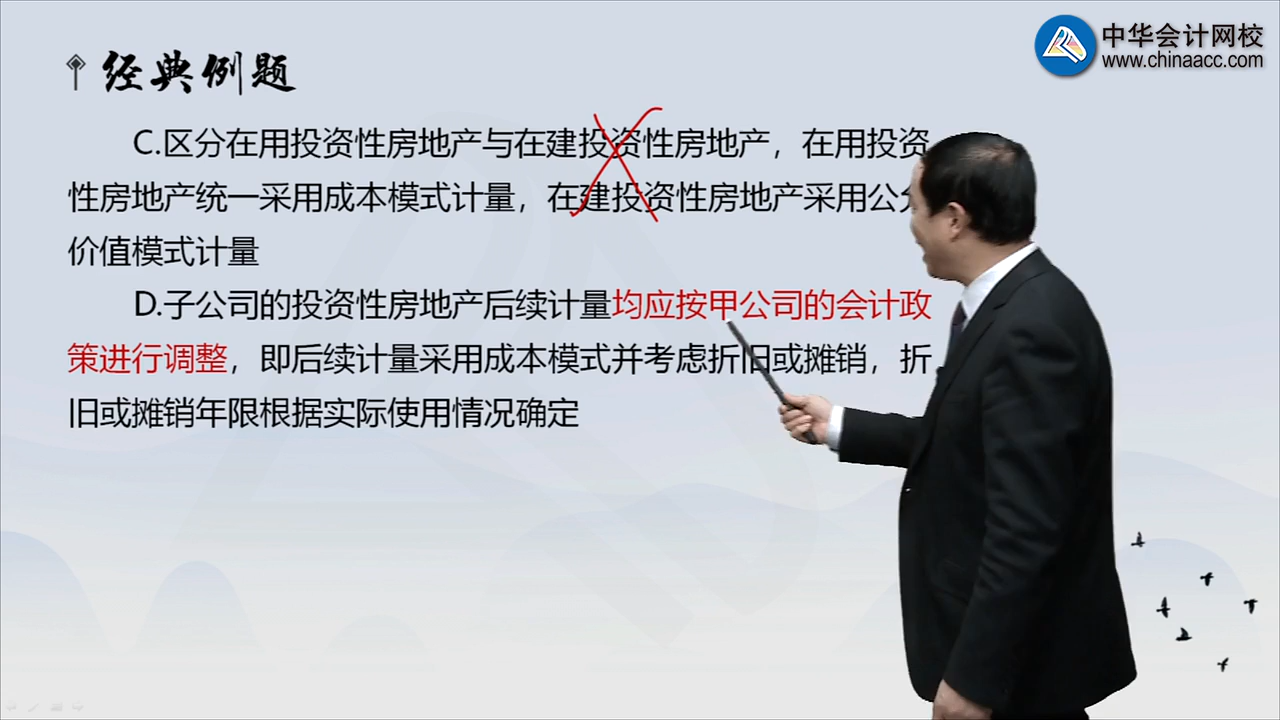 中华会计网校
www.chinaacc.com
经典例题
C.区分在用投资性房地产与在建投资性房地产，在用投资
性房地产统一采用成本模式计量，在建投资性房地产采用公允
价值模式计量
D.子公司的投资性房地产后续计量均应按甲公司的会计政
策进行调整，即后续计量采用成本模式并考虑折旧或摊销，折
旧或摊销年限根据实际使用情况确定